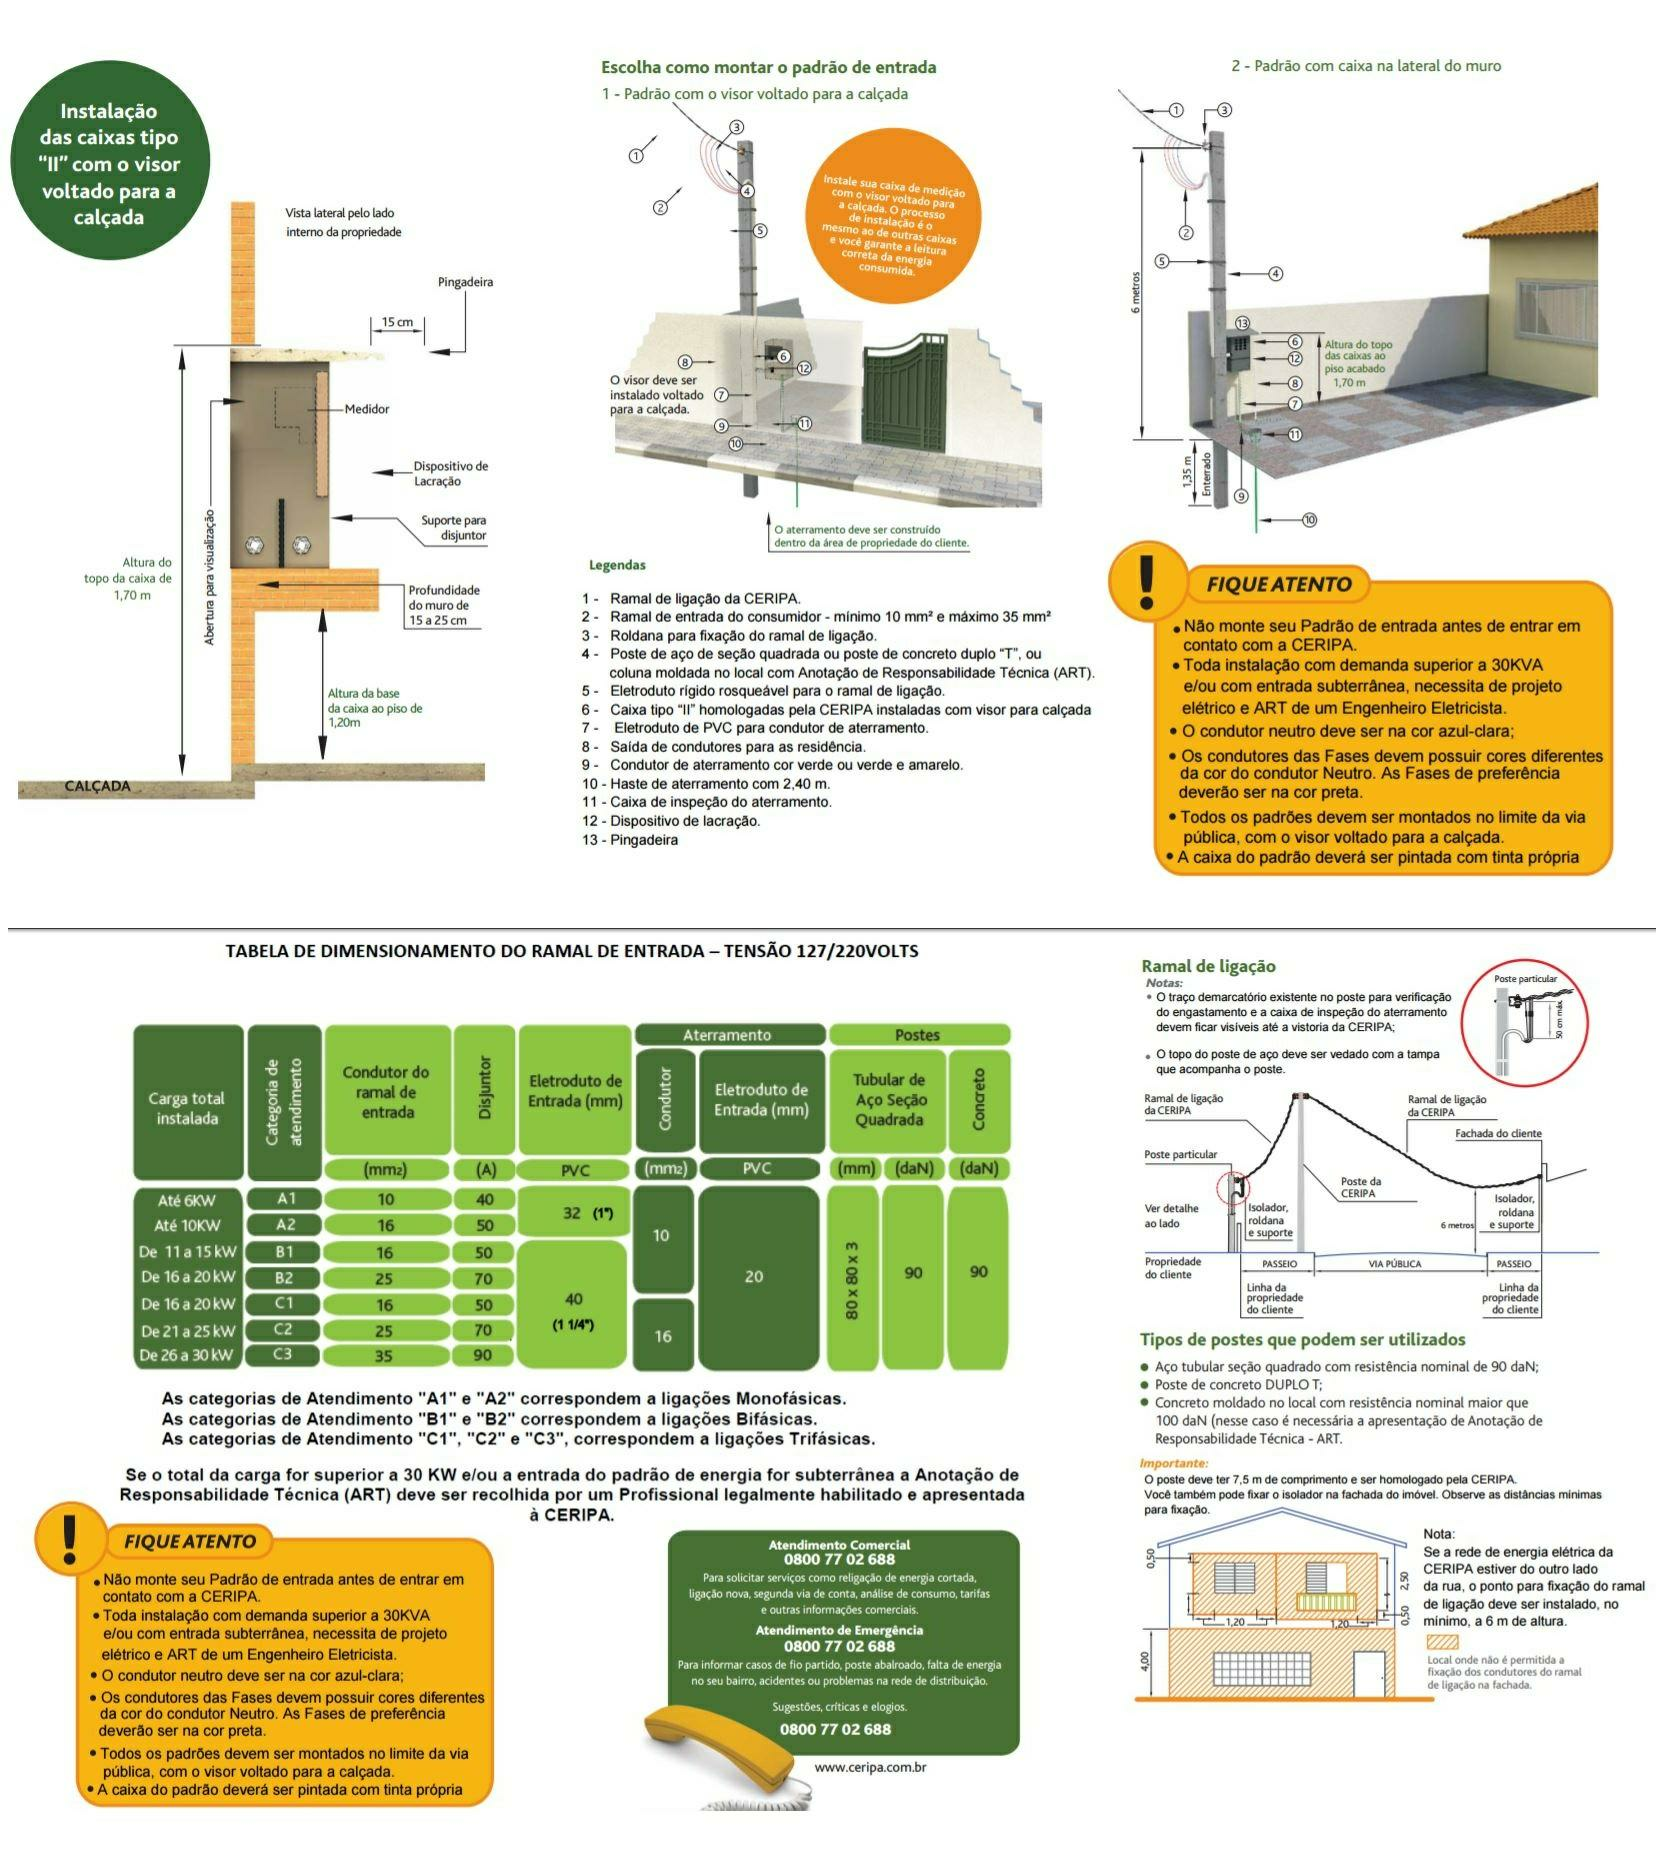 Instalação
das caixas tipo
“II” com o visor
voltado para a
calçada
Vista lateral pelo lado
interno da propriedade
Pingadeira
15 cm
Medidor
Dispositivo de
Lacração
Suporte para
disjuntor
Abertura para visualização
Altura do
topo da caixa de
1,70 m
Profundidade
do muro de
15 a 25 cm
Altura da base
da caixa ao piso de
1,20m
CALÇADA
Escolha como montar o padrão de entrada
1 - Padrão com o visor voltado para a calçada
1
2
3
4
5
6
7
8
9
10
11
12
Instale sua caixa de medição
com o visor voltado para
a calçada. O processo
de instalação é o
mesmo ao de outras caixas
e você garante a leitura
correta da energia
consumida.
O visor deve ser
instalado voltado
para a calçada.
O aterramento deve ser construído
dentro da área de propriedade do cliente.
Legendas
1 - Ramal de ligação da CERIPA.
2 - Ramal de entrada do consumidor - mínimo 10 mm² e máximo 35 mm²
3 - Roldana para fixação do ramal de ligação.
4 - Poste de aço de seção quadrada ou poste de concreto duplo “T”, ou
coluna moldada no local com Anotação de Responsabilidade Técnica (ART).
5 - Eletroduto rígido rosqueável para o ramal de ligação.
6 - Caixa tipo “II” homologadas pela CERIPA instaladas com visor para calçada
7 - Eletroduto de PVC para condutor de aterramento.
8 - Saída de condutores para as residência.
9 - Condutor de aterramento cor verde ou verde e amarelo.
10 - Haste de aterramento com 2,40 m.
11 - Caixa de inspeção do aterramento.
12 - Dispositivo de lacração.
13 - Pingadeira
2 - Padrão com caixa na lateral do muro
1
3
2
5
4
6 metros
13
6
12
8
7
11
9
10
Altura do topo
das caixas ao
piso acabado
1,70 m
1,35 m
Enterrado
! FIQUE ATENTO
• Não monte seu Padrão de entrada antes de entrar em
contato com a CERIPA.
• Toda instalação com demanda superior a 30KVA
e/ou com entrada subterrânea, necessita de projeto
elétrico e ART de um Engenheiro Eletricista.
• O condutor neutro deve ser na cor azul-clara;
• Os condutores das Fases devem possuir cores diferentes
da cor do condutor Neutro. As Fases de preferência
deverão ser na cor preta.
• Todos os padrões devem ser montados no limite da via
pública, com o visor voltado para a calçada.
• A caixa do padrão deverá ser pintada com tinta própria
TABELA DE DIMENSIONAMENTO DO RAMAL DE ENTRADA – TENSÃO 127/220VOLTS
Carga total
instalada
Categoria de
atendimento
Condutor do
ramal de
entrada
Disjuntor
Eletroduto de
Entrada (mm)
Aterramento
Condutor
Eletroduto de
Entrada (mm)
Postes
Tubular de
Aço Seção
Quadrada
Concreto
(mm2) (A) PVC (mm2) PVC (mm) (daN) (daN)
Até 6KW A1 10 40
Até 10KW A2 16 50
De 11 a 15 kW B1 16 50
De 16 a 20 kW B2 25 70
De 16 a 20 kW C1 16 50
De 21 a 25 kW C2 25 70
De 26 a 30 kW C3 35 90
32 (1")
40
(1 1/4")
10
16
20
80 x 80 x 3
90
90
As categorias de Atendimento "A1" e "A2" correspondem a ligações Monofásicas.
As categorias de Atendimento "B1" e "B2" correspondem a ligações Bifásicas.
As categorias de Atendimento "C1", "C2" e "C3", correspondem a ligações Trifásicas.
Se o total da carga for superior a 30 KW e/ou a entrada do padrão de energia for subterrânea a Anotação de
Responsabilidade Técnica (ART) deve ser recolhida por um Profissional legalmente habilitado e apresentada
à CERIPA.
! FIQUE ATENTO
• Não monte seu Padrão de entrada antes de entrar em
contato com a CERIPA.
• Toda instalação com demanda superior a 30KVA
e/ou com entrada subterrânea, necessita de projeto
elétrico e ART de um Engenheiro Eletricista.
• O condutor neutro deve ser na cor azul-clara;
• Os condutores das Fases devem possuir cores diferentes
da cor do condutor Neutro. As Fases de preferência
deverão ser na cor preta.
• Todos os padrões devem ser montados no limite da via
pública, com o visor voltado para a calçada.
• A caixa do padrão deverá ser pintada com tinta própria
Atendimento Comercial
0800 77 02 688
Para solicitar serviços como religação de energia cortada,
ligação nova, segunda via de conta, análise de consumo, tarifas
e outras informações comerciais.
Atendimento de Emergência
0800 77 02 688
Para informar casos de fio partido, poste abalroado, falta de energia
no seu bairro, acidentes ou problemas na rede de distribuição.
Sugestões, críticas e elogios.
0800 77 02 688
www.ceripa.com.br
Ramal de ligação
Notas:
• O traço demarcatório existente no poste para verificação
do engastamento e a caixa de inspeção do aterramento
devem ficar visíveis até a vistoria da CERIPA;
• O topo do poste de aço deve ser vedado com a tampa
que acompanha o poste.
Poste particular
50 cm máx
Ramal de ligação
da CERIPA
Ramal de ligação
da CERIPA
Fachada do cliente
Poste particular
Poste da
CERIPA
Ver detalhe
ao lado
Isolador,
roldana
e suporte
6 metros
Isolador,
roldana
e suporte
Propriedade
do cliente
PASSEIO
VIA PÚBLICA
PASSEIO
Linha da
propriedade
do cliente
Linha da
propriedade
do cliente
Tipos de postes que podem ser utilizados
• Aço tubular seção quadrado com resistência nominal de 90 daN;
• Poste de concreto DUPLO T;
• Concreto moldado no local com resistência nominal maior que
100 daN (nesse caso é necessária a apresentação de Anotação de
Responsabilidade Técnica - ART.
Importante:
O poste deve ter 7,5 m de comprimento e ser homologado pela CERIPA.
Você também pode fixar o isolador na fachada do imóvel. Observe as distâncias mínimas
para fixação.
0,50
2,50
0,50
1,20
1,20
4,00
Nota:
Se a rede de energia elétrica da
CERIPA estiver do outro lado
da rua, o ponto para fixação do ramal
de ligação deve ser instalado, no
mínimo, a 6 m de altura.
Local onde não é permitida a
fixação dos condutores do ramal
de ligação na fachada.